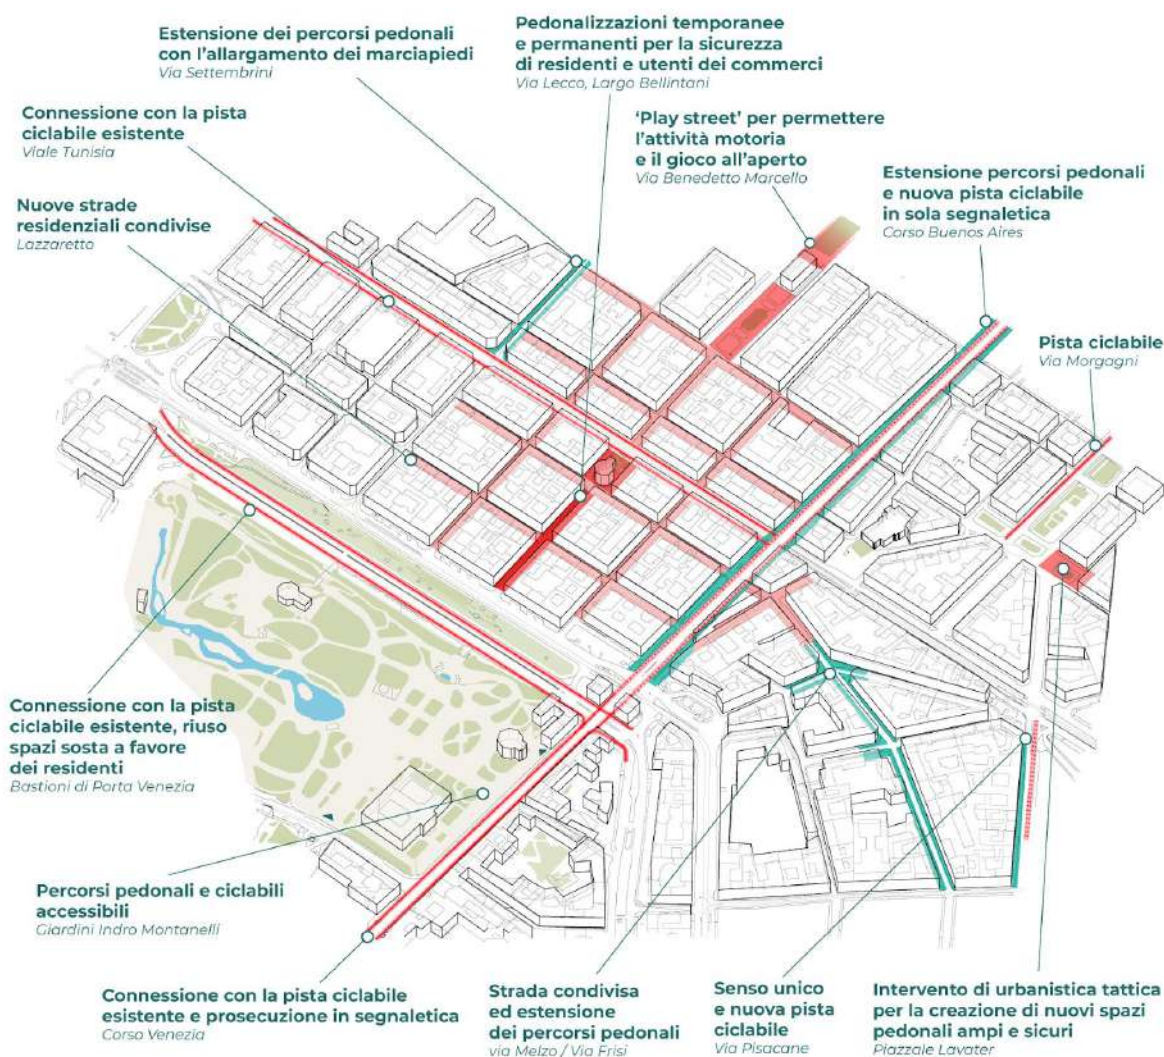 Estensione dei percorsi pedonali
con l'allargamento dei marciapiedi
Via Settembrini
Pedonalizzazioni temporanee
e permanenti per la sicurezza
di residenti e utenti dei commerci
Via Lecco, Largo Bellintani
Connessione con la pista
ciclabile esistente
Viale Tunisia
'Play street' per permettere
l'attività motoria
e il gioco all'aperto
Via Benedetto Marcello
Estensione percorsi pedonali
e nuova pista ciclabile
in sola segnaletica
Corso Buenos Aires
Nuove strade
residenziali condivise
Lazzaretto
Pista ciclabile
Via Morgagni
Connessione con la pista
ciclabile esistente, riuso
spazi sosta a favore
dei residenti
Bastioni di Porta Venezia
Percorsi pedonali e ciclabili
accessibili
Giardini Indro Montanelli
Connessione con la pista ciclabile
esistente e prosecuzione in segnaletica
Corso Venezia
Strada condivisa
ed estensione
dei percorsi pedonali
via Melzo / Via Frisi
Senso unico
e nuova pista
ciclabile
Via Pisacane
Intervento di urbanistica tattica
per la creazione di nuovi spazi
pedonali ampi e sicuri
Piazzale Lavater